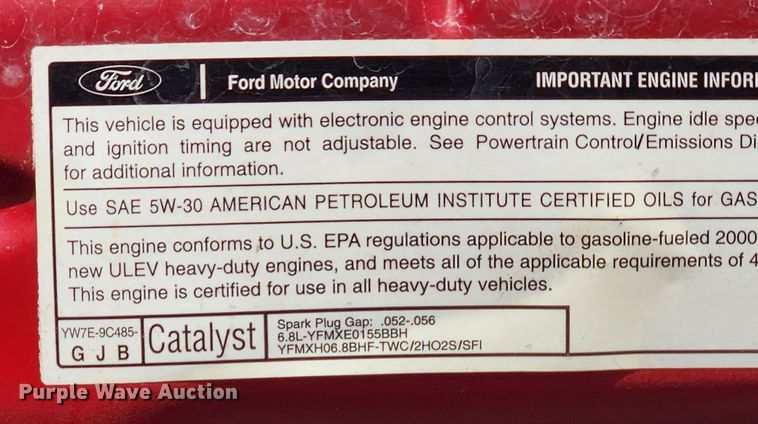 Ford | Ford Motor Company IMPORTANT ENGINE INFOR
This vehicle is equipped with electronic engine control systems. Engine idle spe
and ignition timing are not adjustable. See Powertrain Control/Emissions Di
for additional information.
Use SAE 5W-30 AMERICAN PETROLEUM INSTITUTE CERTIFIED OILS for GAS
This engine conforms to U.S. EPA regulations applicable to gasoline-fueled 2000
new ULEV heavy-duty engines, and meets all of the applicable requirements of 4
This engine is certified for use in all heavy-duty vehicles.
YW7E-9C485-
G J B
Catalyst
Spark Plug Gap: .052-.056
6.8L-YFMXE0155BBH
YFMXH06.8BHF-TWC/2HO2S/SFI
Purple Wave Auction